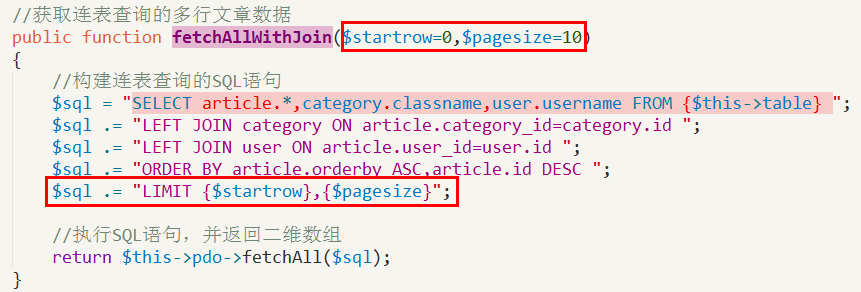 //获取连表查询的多行文章数据
public function fetchAllWithJoin($startrow=0,$pagesize=10)
{
//构建连表查询的SQL语句
$sql = "SELECT article.*,category.classname,user.username FROM {$this->table} ";
$sql .= "LEFT JOIN category ON article.category_id=category.id ";
$sql .= "LEFT JOIN user ON article.user_id=user.id ";
$sql .= "ORDER BY article.orderby ASC,article.id DESC ";
$sql .= "LIMIT {$startrow},{$pagesize}";
//执行SQL语句，并返回二维数组
return $this->pdo->fetchAll($sql);
}